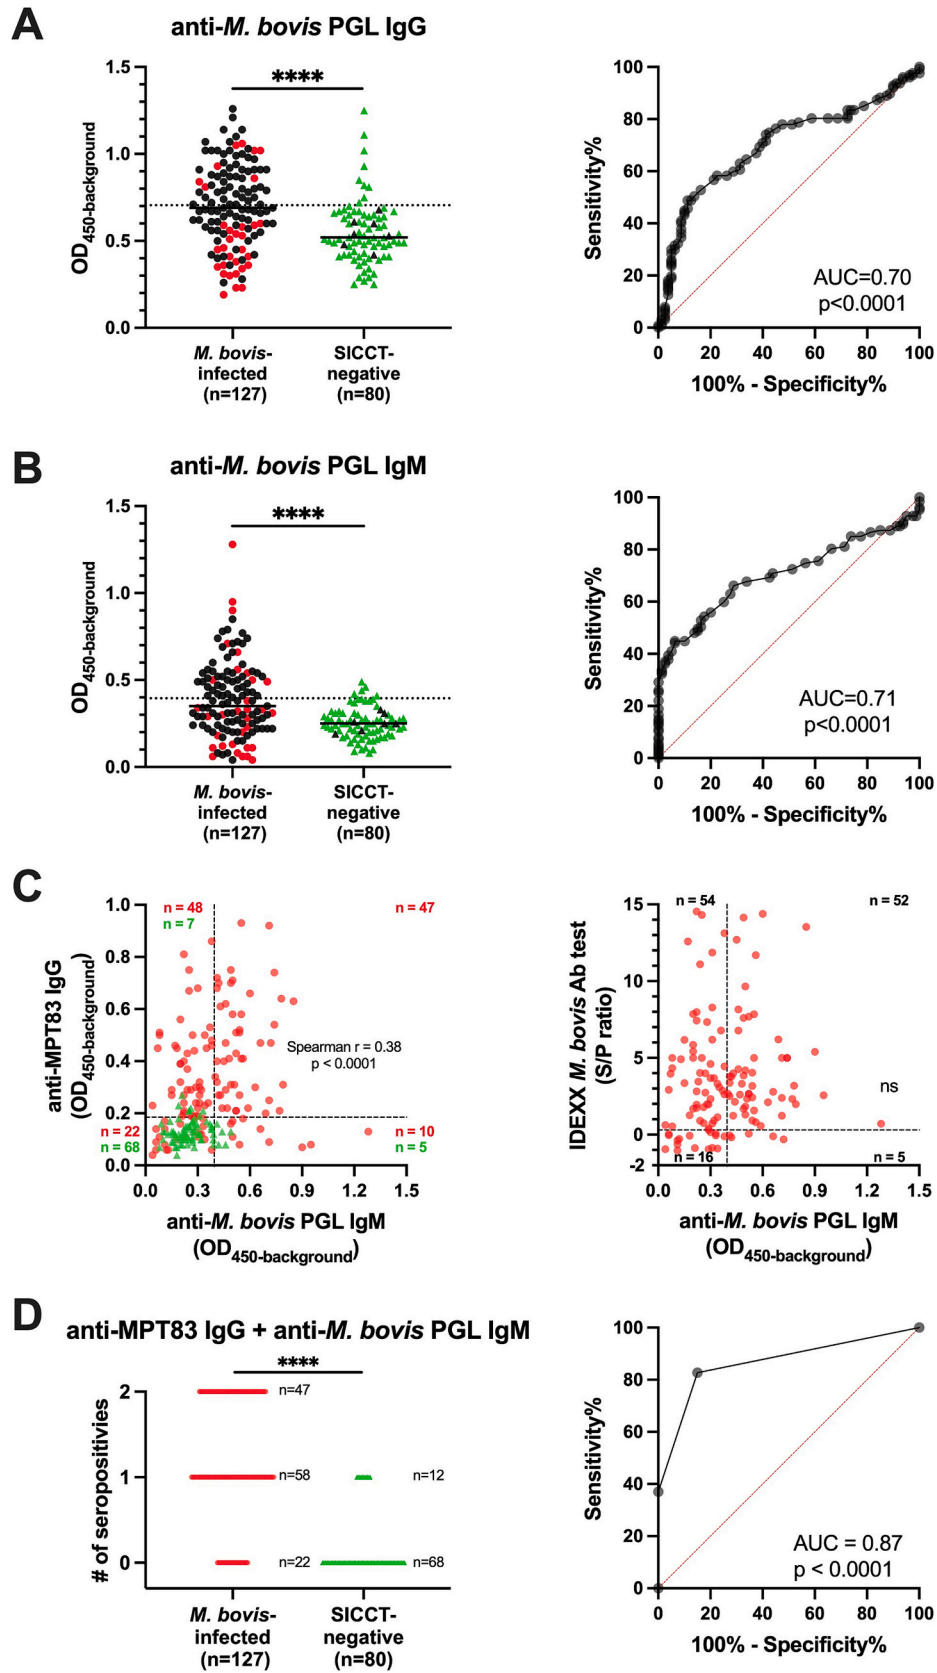 A
anti-M. bovis PGL IgG
OD450-background
1.5
1.0
0.5
0.0
****
M. bovis-
infected
(n=127)
SICCT-
negative
(n=80)
Sensitivity%
100
80
60
40
20
0
AUC=0.70
p<0.0001
0 20 40 60 80 100
100% - Specificity%
B
anti-M. bovis PGL IgM
OD450-background
1.5
1.0
0.5
0.0
****
M. bovis-
infected
(n=127)
SICCT-
negative
(n=80)
Sensitivity%
100
80
60
40
20
0
AUC=0.71
p<0.0001
0 20 40 60 80 100
100% - Specificity%
C
anti-MPT83 IgG
(OD450-background)
1.0
0.8
0.6
0.4
0.2
0.0
n = 48
n = 7
n = 47
Spearman r = 0.38
p < 0.0001
n = 22
n = 68
n = 10
n = 5
0.0 0.3 0.6 0.9 1.2 1.5
anti-M. bovis PGL IgM
(OD450-background)
IDEXX M. bovis Ab test
(S/P ratio)
15
10
5
0
-2
n = 54
n = 52
ns
n = 16
n = 5
0.0 0.3 0.6 0.9 1.2 1.5
anti-M. bovis PGL IgM
(OD450-background)
D
anti-MPT83 IgG + anti-M. bovis PGL IgM
# of seropositivies
2
1
0
****
n=47
n=58
n=12
n=22
n=68
M. bovis-
infected
(n=127)
SICCT-
negative
(n=80)
Sensitivity%
100
80
60
40
20
0
AUC = 0.87
p < 0.0001
0 20 40 60 80 100
100% - Specificity%